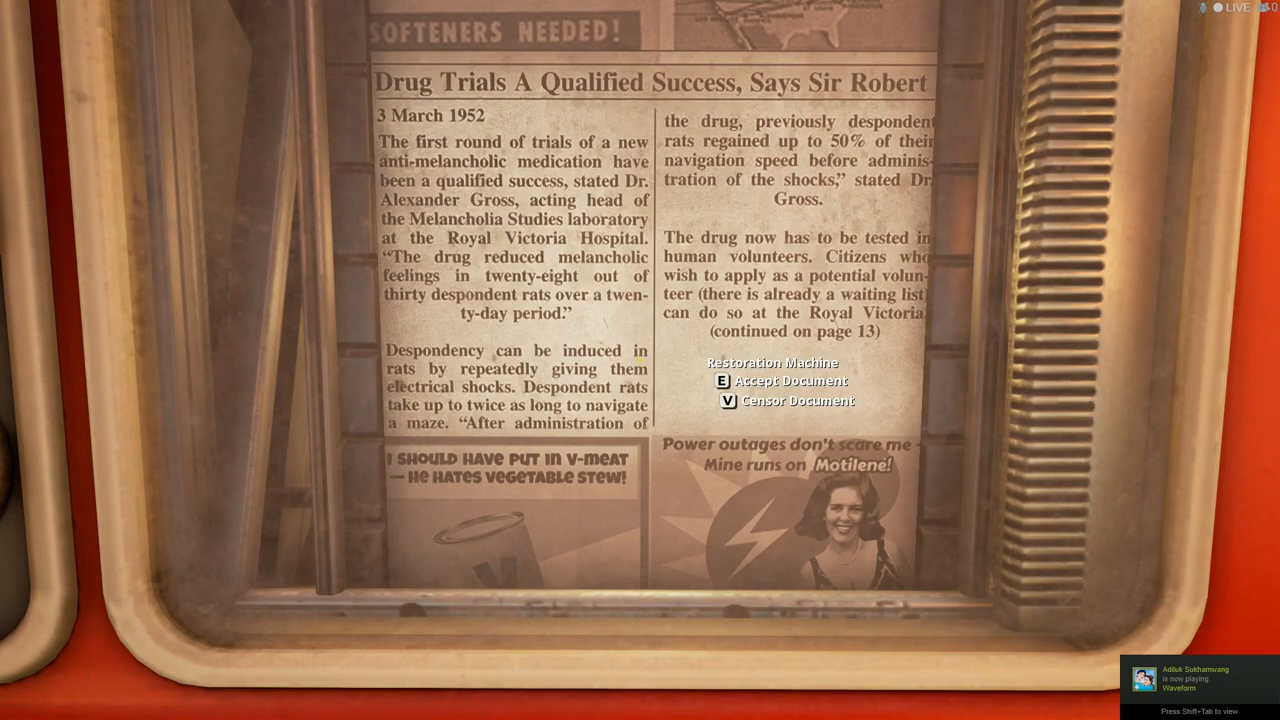 LIVE
0
SOFTENERS NEEDED!
Drug Trials A Qualified Success, Says Sir Robert
3 March 1952
The first round of trials of a new
anti-melancholic medication have
been a qualified success, stated Dr.
Alexander Gross, acting head of
the Melancholia Studies laboratory
at the Royal Victoria Hospital.
“The drug reduced melancholic
feelings in twenty-eight out of
thirty despondent rats over a twen-
ty-day period.”
Despondency can be induced in
rats by repeatedly giving them
electrical shocks. Despondent rats
take up to twice as long to navigate
a maze. “After administration of
the drug, previously despondent
rats regained up to 50% of their
navigation speed before adminis-
tration of the shocks,” stated Dr.
Gross.
The drug now has to be tested in
human volunteers. Citizens who
wish to apply as a potential volun-
teer (there is already a waiting list)
can do so at the Royal Victoria.
(continued on page 13)
Restoration Machine
E Accept Document
V Censor Document
I SHOULD HAVE PUT IN V-MEAT
— HE HATES VEGETABLE STEW!
V
Power outages don't scare me -
Mine runs on Motilene!
Adiluk Sukhamwang
is now playing
Waveform
Press Shift+Tab to view